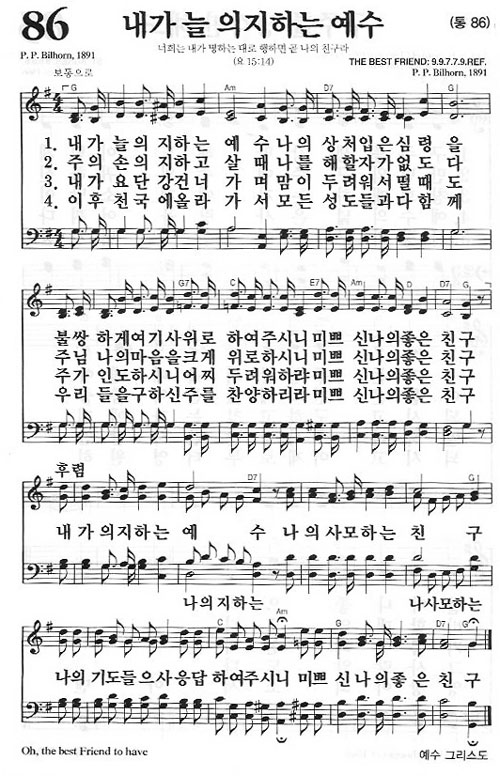 86 내가 늘 의지하는 예수 (통 86)
너희는 내가 명하는 대로 행하면 곧 나의 친구라
P. P. Bilhorn, 1891 (요 15:14) THE BEST FRIEND: 9.9.7.7.9.REF.
보통으로 P. P. Bilhorn, 1891
G Am D7 G
1. 내가 늘의 지하는 예 수나의 상처입은심 령을
2. 주의 손의 지하고 살 때나를 해할자가없 도다
3. 내가 요단 강건너 가 며맘이 두려워서떨 때도
4. 이후 천국 에올라 가 서모든 성도들과다 함께
G7 C E7 Am D D7 G
불쌍 하게여기사위로 하여주시니미쁘 신나의좋은 친구
주님 나의마음을크게 위로하시니미쁘 신나의좋은 친구
주가 인도하시니어찌 두려워하랴미쁘 신나의좋은 친구
우리 들을구하신주를 찬양하리라미쁘 신나의좋은 친구
후렴
D7 G
내가의지하는 예 수 나의사모하는 친 구
나의지하는 나사모하는
G C Am G D7 G
나의기도들으사응답 하여주시니 미쁘신나의좋은 친 구
Oh, the best Friend to have 예수 그리스도